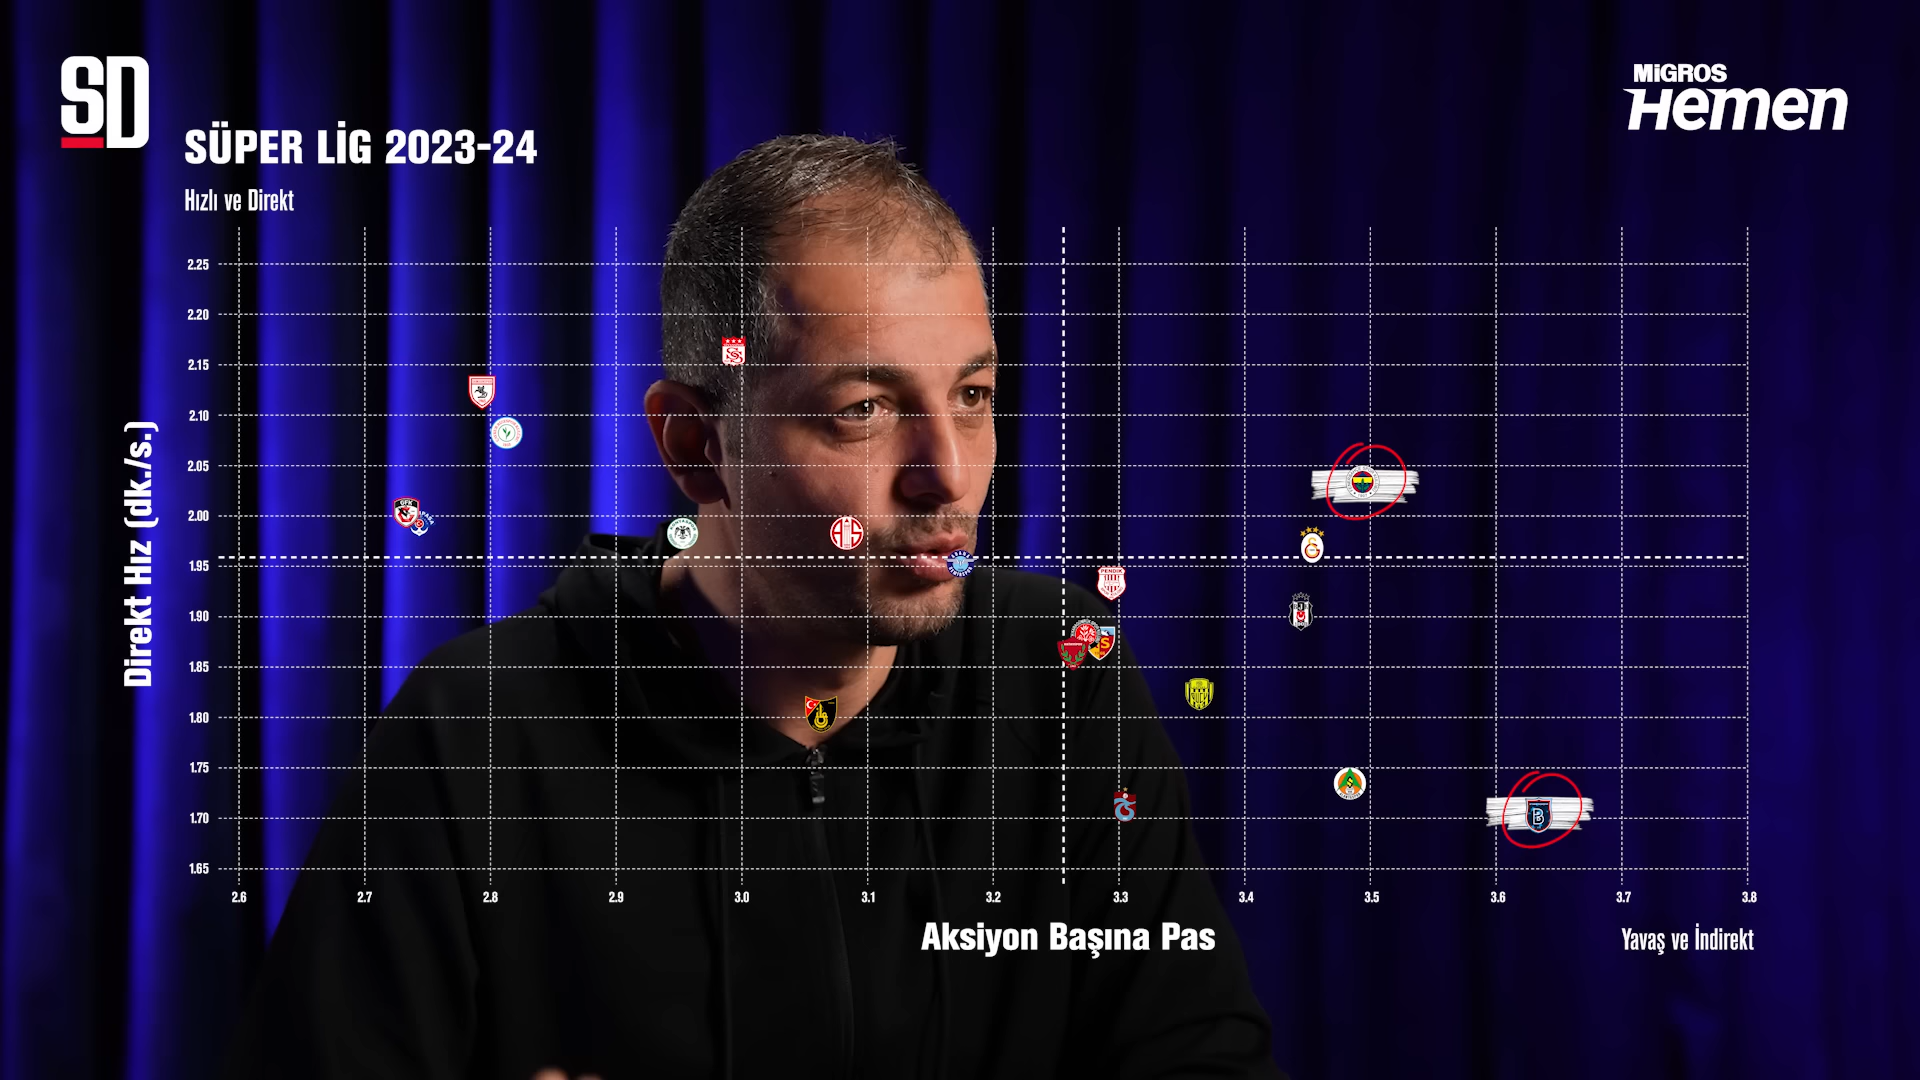 SD
MiGROS
Hemen
SÜPER LİG 2023-24
Hızlı ve Direkt
Direkt Hız (dk./s.)
2.25
2.20
2.15
2.10
2.05
2.00
1.95
1.90
1.85
1.80
1.75
1.70
1.65
2.6 2.7 2.8 2.9 3.0 3.1 3.2 3.3 3.4 3.5 3.6 3.7 3.8
GFK
PENDİK
Aksiyon Başına Pas
Yavaş ve İndirekt